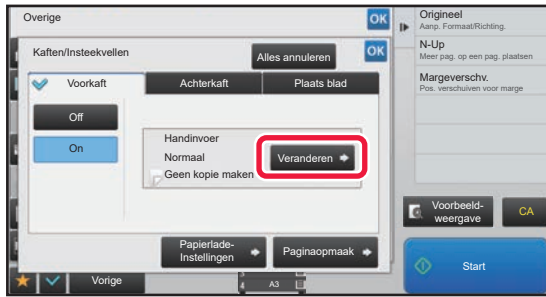 Overige
OK
Kaften/Insteekvellen
Alles annuleren
OK
Voorkaft
Achterkaft
Plaats blad
Off
On
Handinvoer
Normaal
Geen kopie maken
Veranderen
Papierlade-
Instellingen
Paginaopmaak
Vorige
4
A3
Origineel
Aanp. Formaat/Richting.
N-Up
Meer pag. op een pag. plaatsen
Margeverschv.
Pos. verschuiven voor marge
Voorbeeld-
weergave
CA
Start